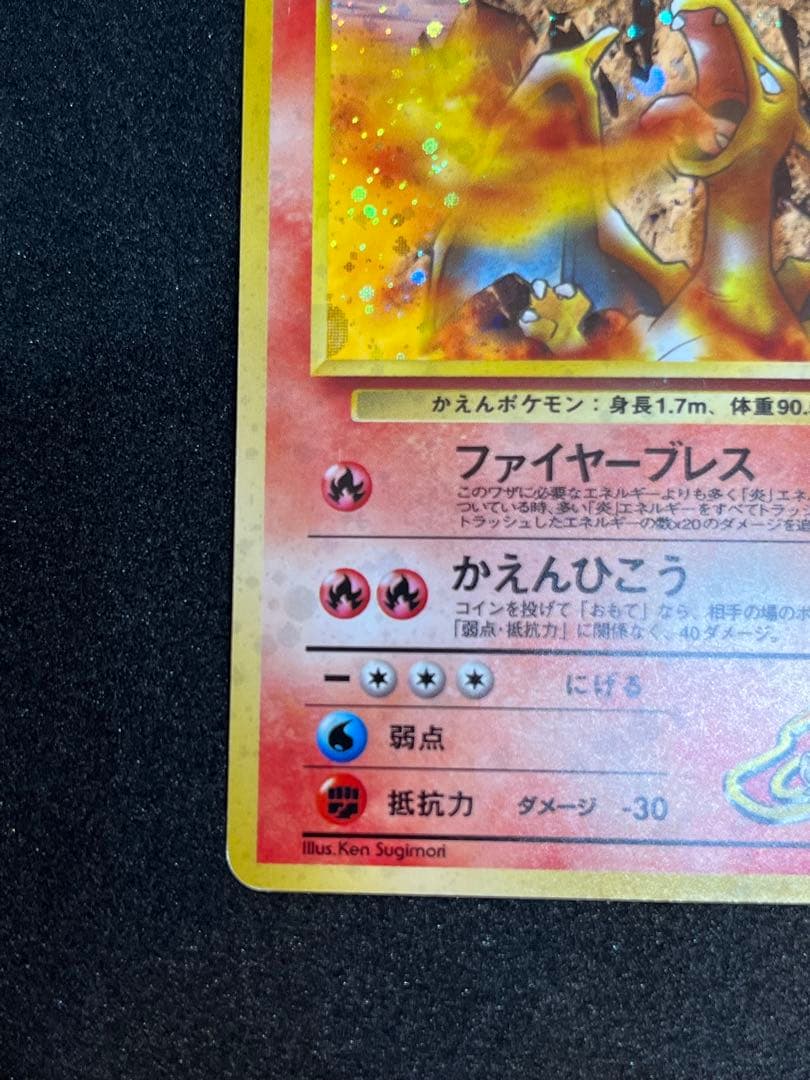 かえんポケモン：身長1.7m、体重90.
ファイヤーブレス
このワザに必要なエネルギーよりも多く「炎」エネ
ついている時、多い「炎」エネルギーをすべてトラッ
トラッシュしたエネルギーの数x20のダメージを追
かえんひこう
コインを投げて「おもて」なら、相手の場のポ
「弱点・抵抗力」に関係なく、40ダメージ。
にげる
弱点
抵抗力 ダメージ -30
Illus.Ken Sugimori